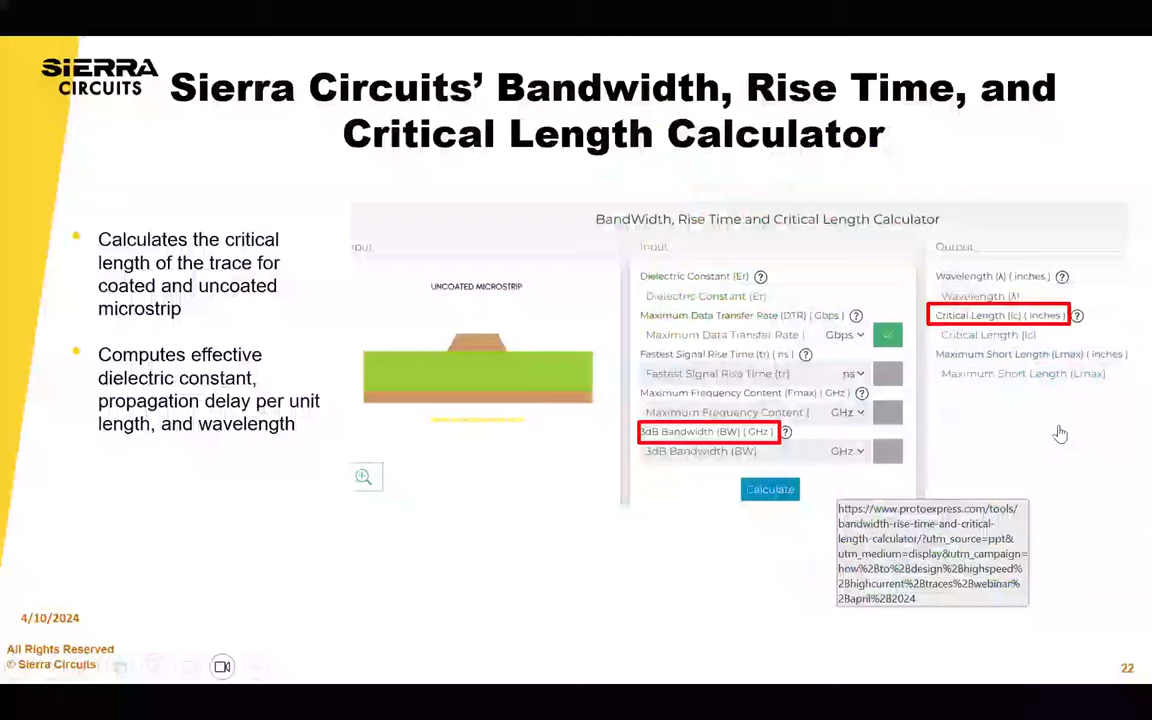 SIERRA
CIRCUITS
Sierra Circuits' Bandwidth, Rise Time, and
Critical Length Calculator
Calculates the critical
length of the trace for
coated and uncoated
microstrip
Computes effective
dielectric constant,
propagation delay per unit
length, and wavelength
BandWidth, Rise Time and Critical Length Calculator
UNCOATED MICROSTRIP
Input
Dielectric Constant (Er) ?
Dielectric Constant (Er)
Maximum Data Transfer Rate (DTR) ( Gbps ) ?
Maximum Data Transfer Rate ( Gbps
Fastest Signal Rise Time (tr) ( ns ) ?
Fastest Signal Rise Time (tr) ns
Maximum Frequency Content (Fmax) ( GHz ) ?
Maximum Frequency Content ( GHz
3dB Bandwidth (BW) ( GHz ) ?
3dB Bandwidth (BW) GHz
Calculate
Output
Wavelength (λ) ( inches ) ?
Wavelength (λ)
Critical Length (lc) ( inches ) ?
Critical Length (lc)
Maximum Short Length (Lmax) ( inches )
Maximum Short Length (Lmax)
https://www.protoexpress.com/tools/
bandwidth-rise-time-and-critical-
length-calculator/?utm_source=ppt&
utm_medium=display&utm_campaign=
how%2Bto%2Bdesign%2Bhighspeed%
2Bhighcurrent%2Btraces%2Bwebinar%
2Bapril%2B2024
4/10/2024
All Rights Reserved
© Sierra Circuits
22